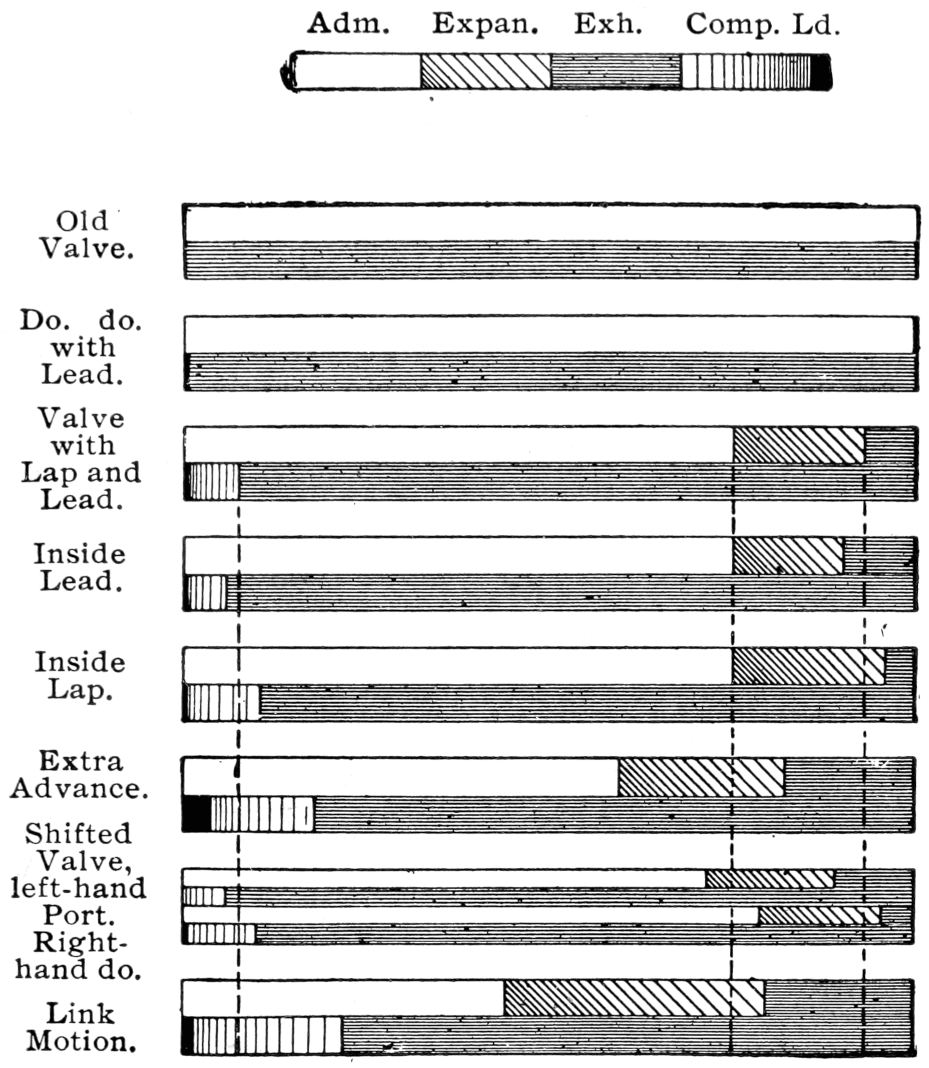 Adm. Expan. Exh. Comp. Ld.
Old
Valve.
Do. do.
with
Lead.
Valve
with
Lap and
Lead.
Inside
Lead.
Inside
Lap.
Extra
Advance.
Shifted
Valve,
left-hand
Port.
Right-
hand do.
Link
Motion.